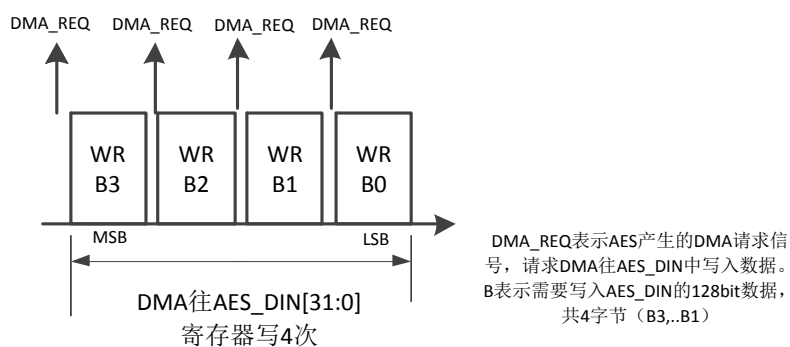 DMA_REQ DMA_REQ DMA_REQ DMA_REQ
WR WR WR WR
B3 B2 B1 B0
MSB LSB
DMA往AES_DIN[31:0]
寄存器写4次
DMA_REQ表示AES产生的DMA请求信
号，请求DMA往AES_DIN中写入数据。
B表示需要写入AES_DIN的128bit数据，
共4字节（B3,..B1）